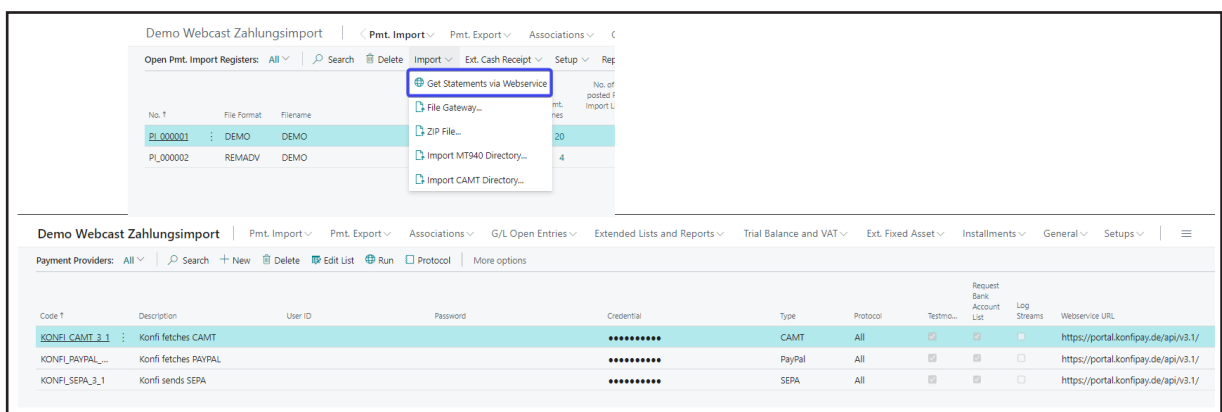 Demo Webcast Zahlungsimport Pmt. Import Pmt. Export Associations
Open Pmt. Import Registers: All Search Delete Import Ext. Cash Receipt Setup Rep
Get Statements via Webservice
No. of
posted
Import Li
File Gateway...
mt.
nes
No. ↑ File Format Filename
ZIP File...
PI_000001 DEMO DEMO 20
Import MT940 Directory...
PI_000002 REMADV DEMO 4
Import CAMT Directory...
Demo Webcast Zahlungsimport Pmt. Import Pmt. Export Associations G/L Open Entries Extended Lists and Reports Trial Balance and VAT Ext. Fixed Asset Installments General Setups
Payment Providers: All Search + New Delete Edit List Run Protocol More options
Request
Bank
Account Log
Code ↑ Description User ID Password Credential Type Protocol Testmo... List Streams Webservice URL
KONFI_CAMT_3_1 Konfi fetches CAMT ●●●●●●●●●● CAMT All https://portal.konfipay.de/api/v3.1/
KONFI_PAYPAL_... Konfi fetches PAYPAL ●●●●●●●●●● PayPal All https://portal.konfipay.de/api/v3.1/
KONFI_SEPA_3_1 Konfi sends SEPA ●●●●●●●●●● SEPA All https://portal.konfipay.de/api/v3.1/